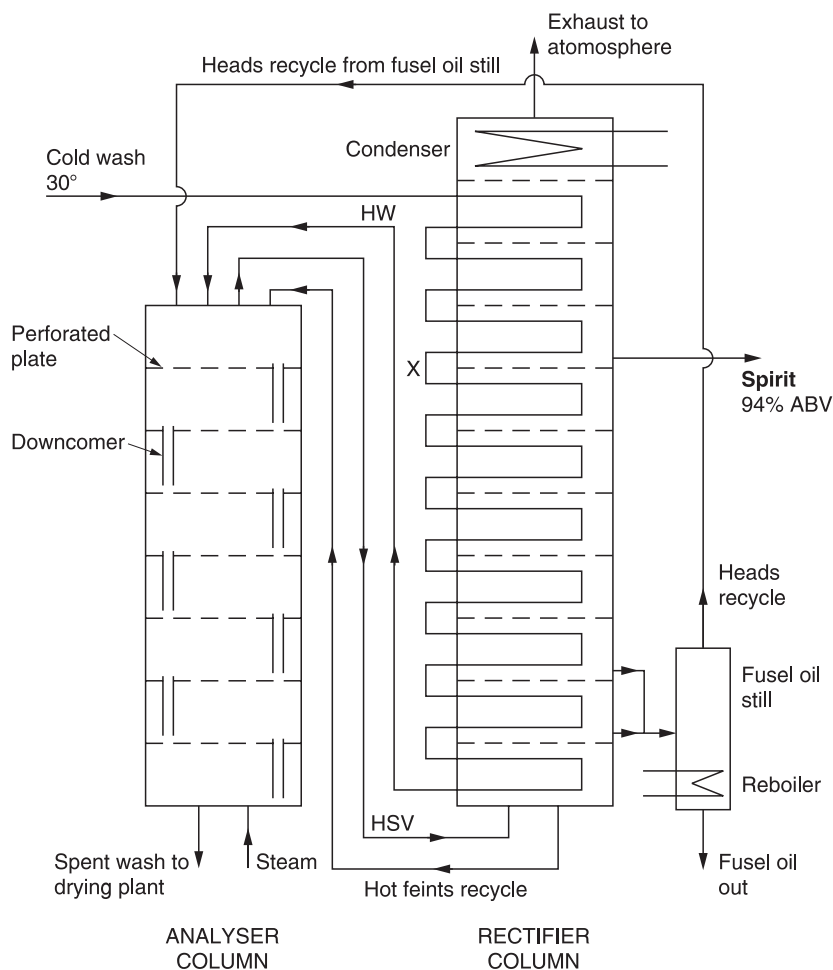 Exhaust to
atomosphere
Heads recycle from fusel oil still
Condenser
Cold wash
30°
HW
Perforated
plate
X
Spirit
94% ABV
Downcomer
Heads
recycle
Fusel oil
still
Reboiler
HSV
Spent wash to
drying plant
Steam
Hot feints recycle
Fusel oil
out
ANALYSER
COLUMN
RECTIFIER
COLUMN